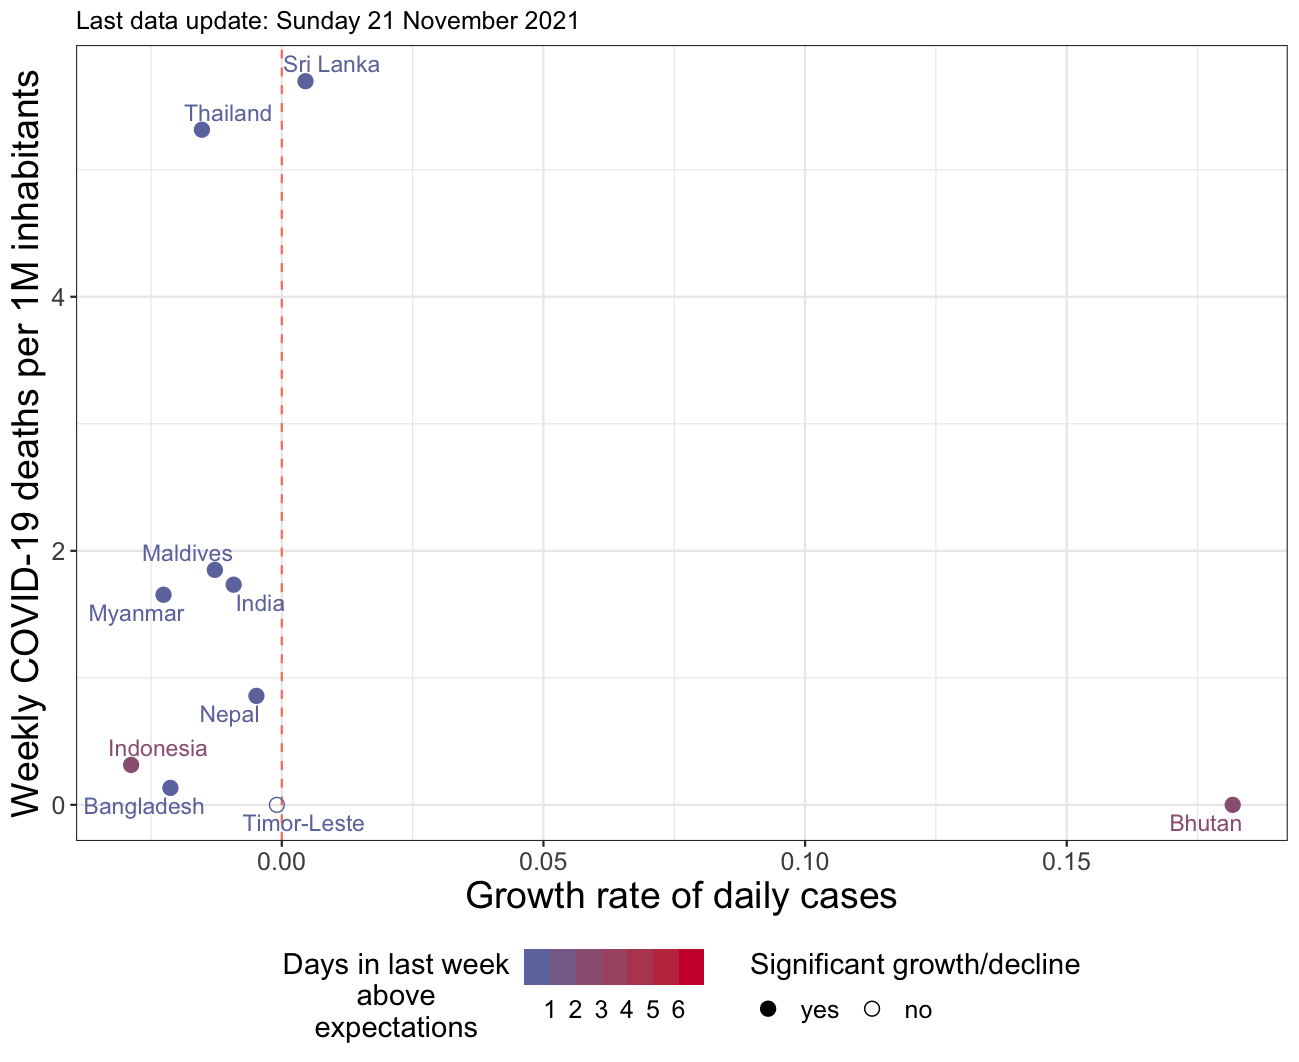 Last data update: Sunday 21 November 2021
Weekly COVID-19 deaths per 1M inhabitants
Sri Lanka
Thailand
4
2
Maldives
India
Myanmar
Nepal
Indonesia
Bangladesh
0
Timor-Leste
Bhutan
0.00 0.05 0.10 0.15
Growth rate of daily cases
Days in last week
above
expectations
1 2 3 4 5 6
Significant growth/decline
yes no